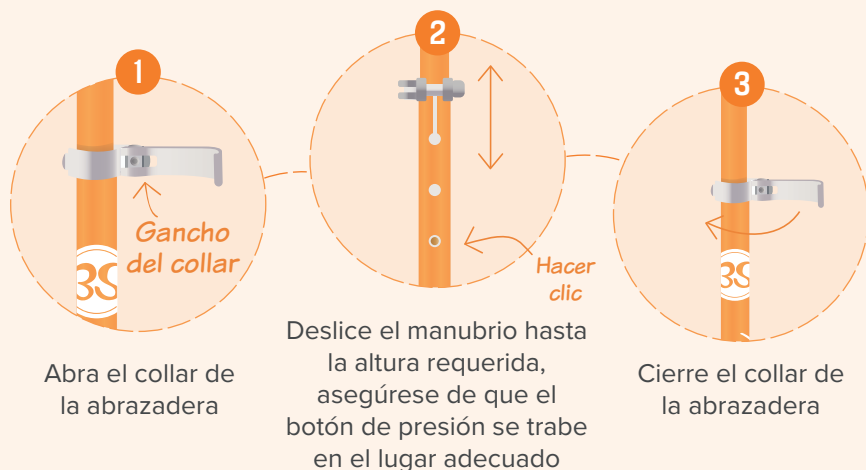 1
Gancho
del collar
3S
Abra el collar de
la abrazadera
2
Hacer
clic
Deslice el manubrio hasta
la altura requerida,
asegúrese de que el
botón de presión se trabe
en el lugar adecuado
3
3S
Cierre el collar de
la abrazadera